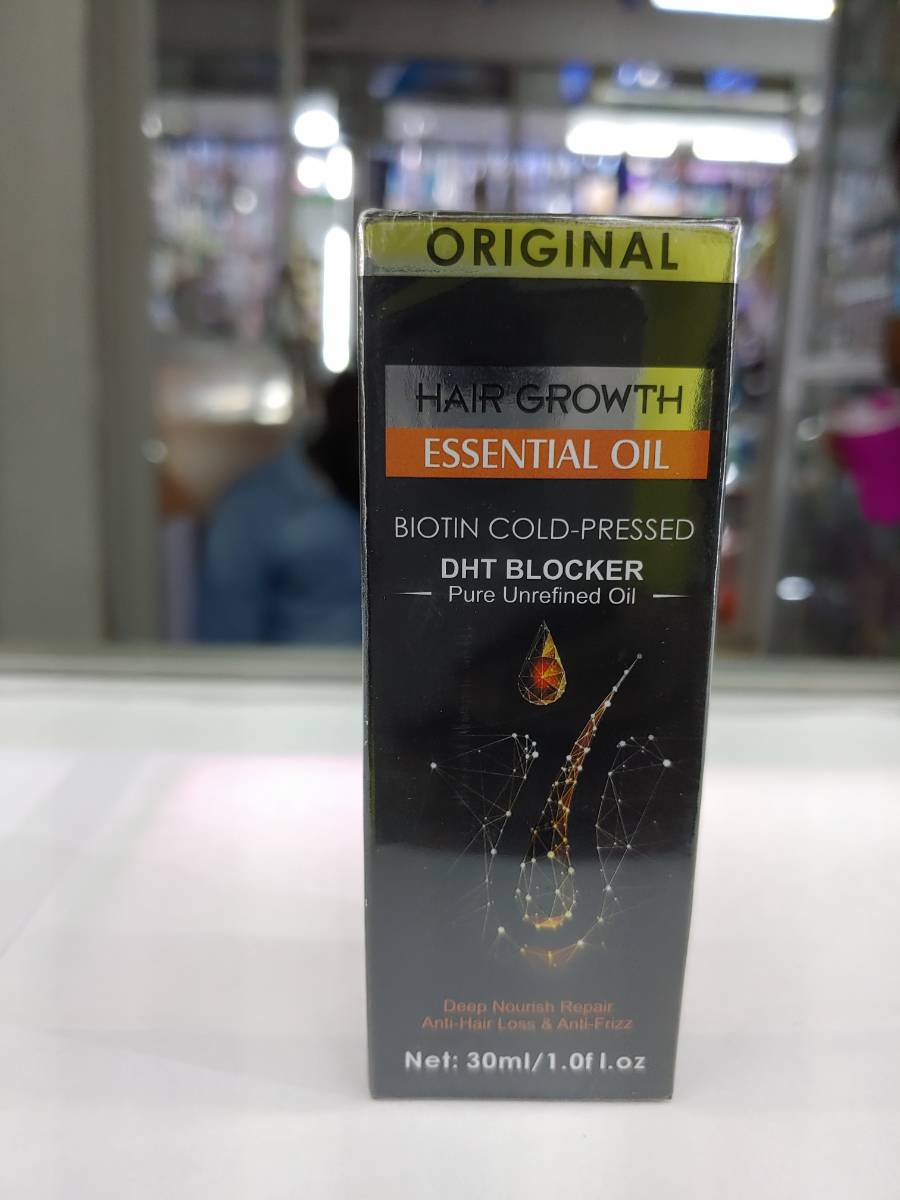 ORIGINAL
HAIR GROWTH
ESSENTIAL OIL
BIOTIN COLD-PRESSED
DHT BLOCKER
Pure Unrefined Oil
Deep Nourish Repair
Anti-Hair Loss & Anti-Frizz
Net: 30ml/1.0fl.oz